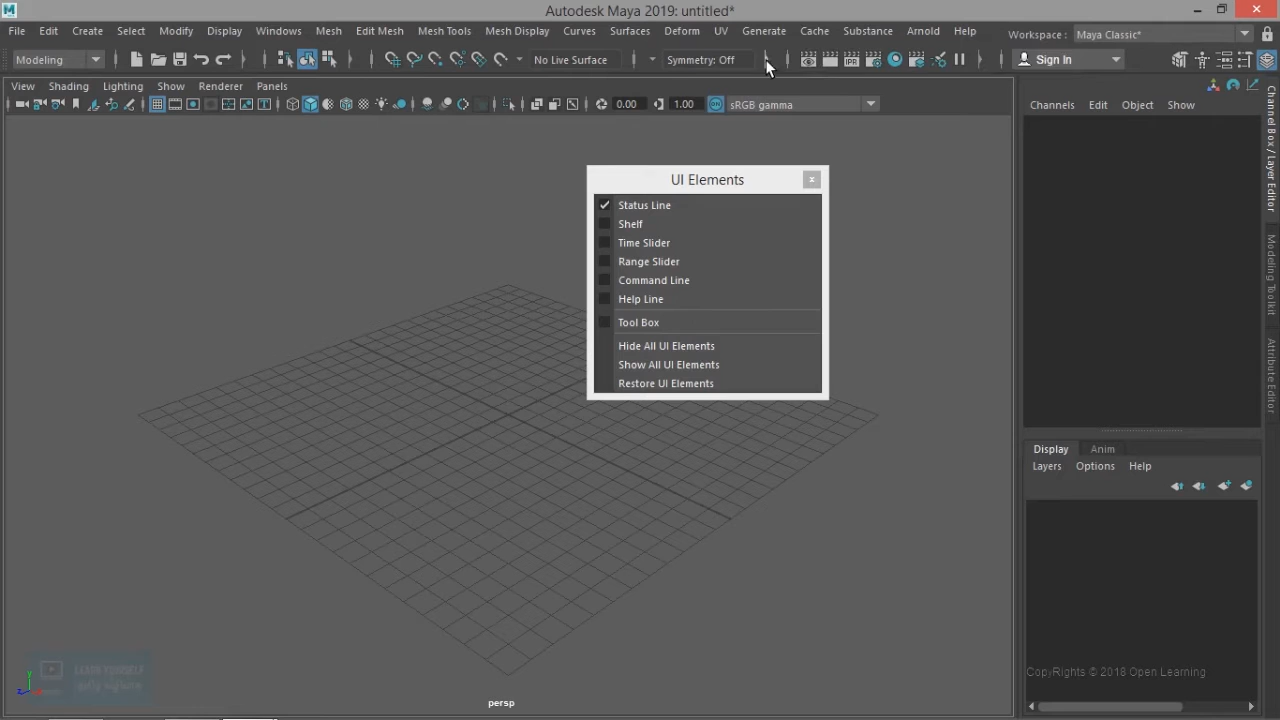 Autodesk Maya 2019: untitled*
File Edit Create Select Modify Display Windows Mesh Edit Mesh Mesh Tools Mesh Display Curves Surfaces Deform UV Generate Cache Substance Arnold Help Workspace : Maya Classic*
Modeling No Live Surface Symmetry: Off IPR Sign In
View Shading Lighting Show Renderer Panels
0.00 1.00 sRGB gamma
Channels Edit Object Show
Channel Box / Layer Editor
Modeling Toolkit
Attribute Editor
UI Elements
Status Line
Shelf
Time Slider
Range Slider
Command Line
Help Line
Tool Box
Hide All UI Elements
Show All UI Elements
Restore UI Elements
Display Anim
Layers Options Help
LEARN YOURSELF
CopyRights © 2018 Open Learning
persp